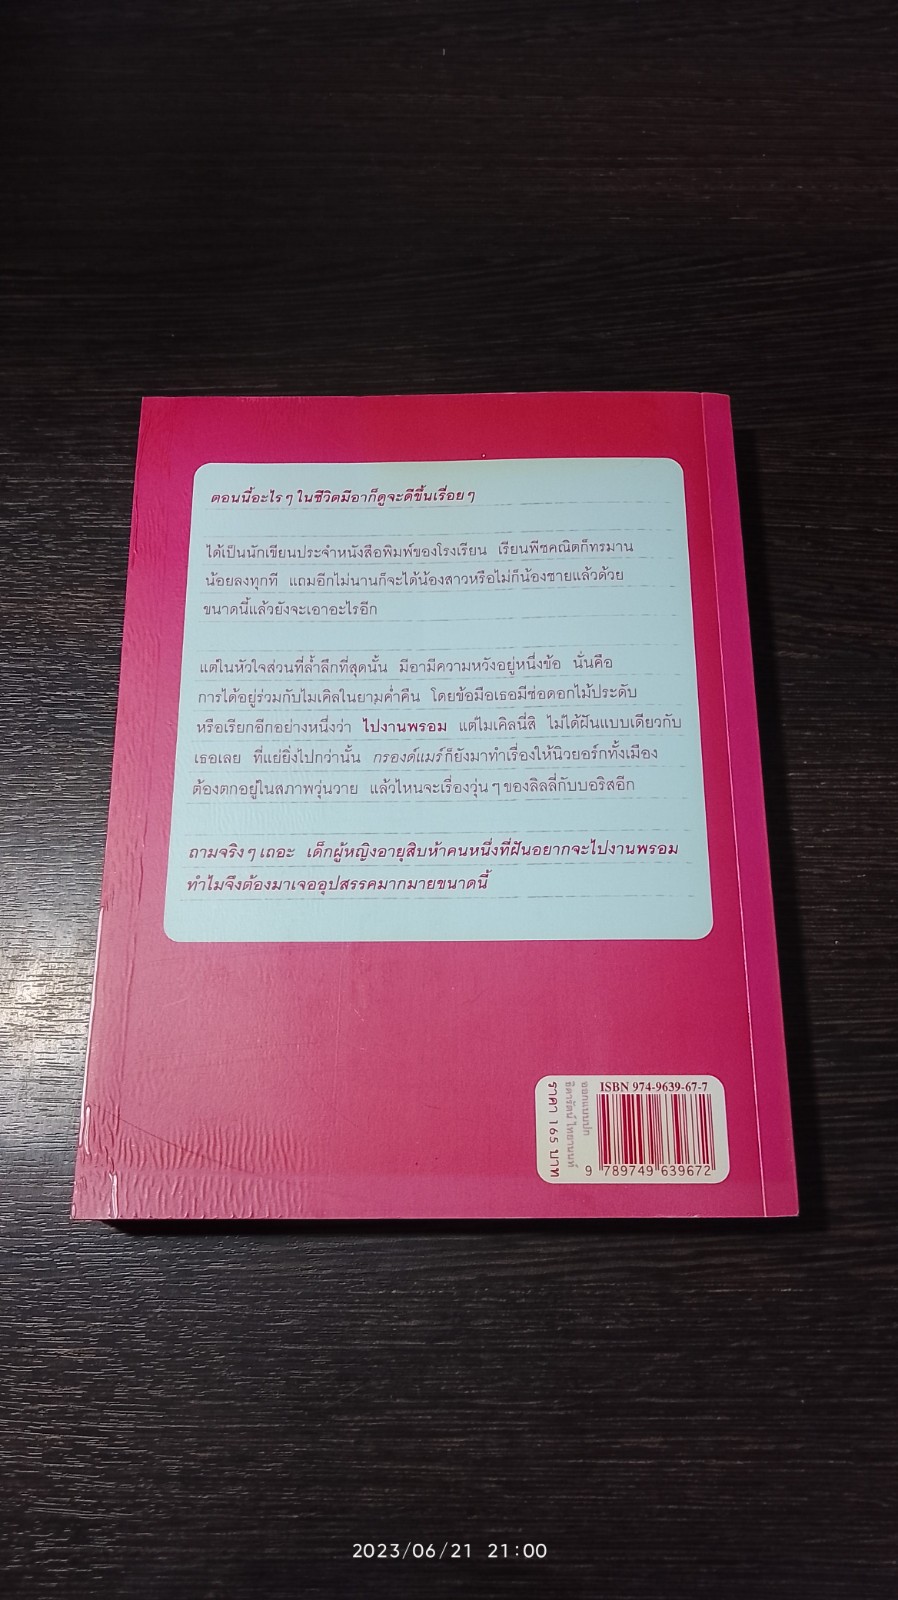 ตอนนี้อะไรๆ ในชีวิตมีอาก็ดูจะดีขึ้นเรื่อยๆ
ได้เป็นนักเขียนประจำหนังสือพิมพ์ของโรงเรียน เรียนพีชคณิตก็ทรมาน
น้อยลงทุกที แถมอีกไม่นานก็จะได้น้องสาวหรือไม่ก็น้องชายแล้วด้วย
ขนาดนี้แล้วยังจะเอาอะไรอีก
แต่ในหัวใจส่วนที่ล้ำลึกที่สุดนั้น มีอามีความหวังอยู่หนึ่งข้อ นั่นคือ
การได้อยู่ร่วมกับไมเคิลในยามค่ำคืน โดยข้อมือเธอมีช่อดอกไม้ประดับ
หรือเรียกอีกอย่างหนึ่งว่า ไปงานพรอม แต่ไมเคิลนี่สิ ไม่ได้ฝันแบบเดียวกับ
เธอเลย ที่แย่ยิ่งไปกว่านั้น กรองด์แมร์ก็ยังมาทำเรื่องให้นิวยอร์กทั้งเมือง
ต้องตกอยู่ในสภาพวุ่นวาย แล้วไหนจะเรื่องวุ่นๆ ของลิลลี่กับบอริสอีก
ถามจริงๆ เถอะ เด็กผู้หญิงอายุสิบห้าคนหนึ่งที่ฝันอยากจะไปงานพรอม
ทำไมจึงต้องมาเจออุปสรรคมากมายขนาดนี้
ISBN 974-9639-67-7
ออกแบบปก
ราคา 165 บาท
9 789749 639672
2023/06/21 21:00